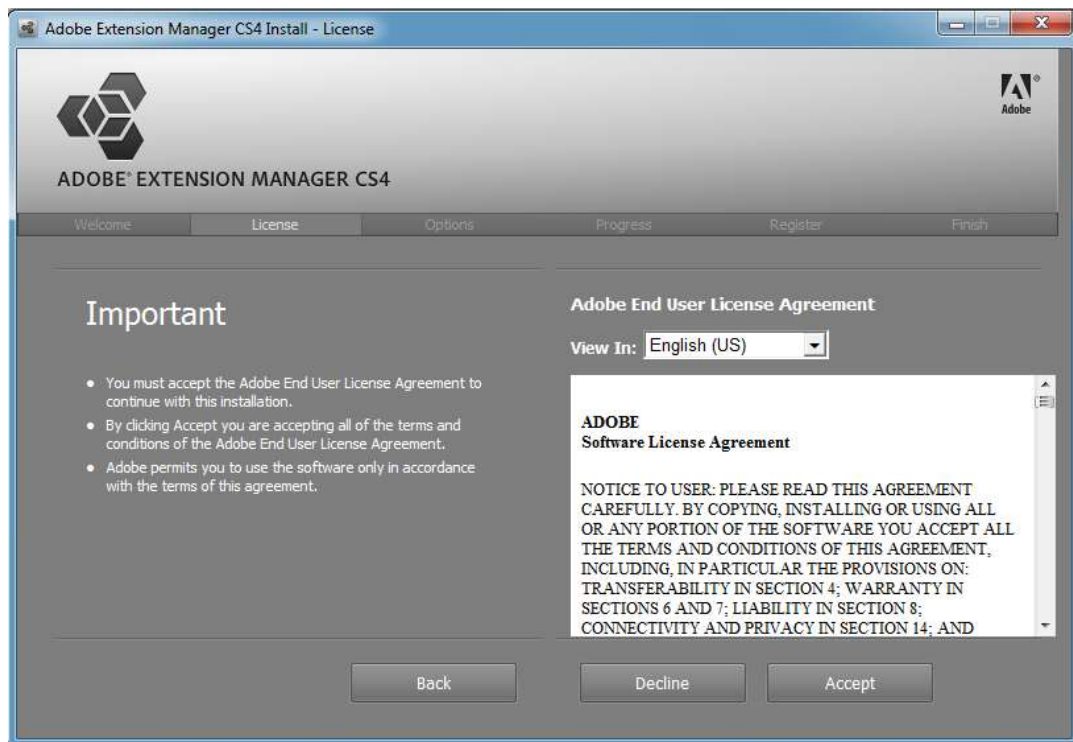 Adobe Extension Manager CS4 Install - License
Adobe
ADOBE® EXTENSION MANAGER CS4
Welcome License Options Progress Register Finish
Important
• You must accept the Adobe End User License Agreement to
continue with this installation.
• By clicking Accept you are accepting all of the terms and
conditions of the Adobe End User License Agreement.
• Adobe permits you to use the software only in accordance
with the terms of this agreement.
Adobe End User License Agreement
View In: English (US)
ADOBE
Software License Agreement
NOTICE TO USER: PLEASE READ THIS AGREEMENT
CAREFULLY. BY COPYING, INSTALLING OR USING ALL
OR ANY PORTION OF THE SOFTWARE YOU ACCEPT ALL
THE TERMS AND CONDITIONS OF THIS AGREEMENT,
INCLUDING, IN PARTICULAR THE PROVISIONS ON:
TRANSFERABILITY IN SECTION 4; WARRANTY IN
SECTIONS 6 AND 7; LIABILITY IN SECTION 8;
CONNECTIVITY AND PRIVACY IN SECTION 14; AND
Back Decline Accept